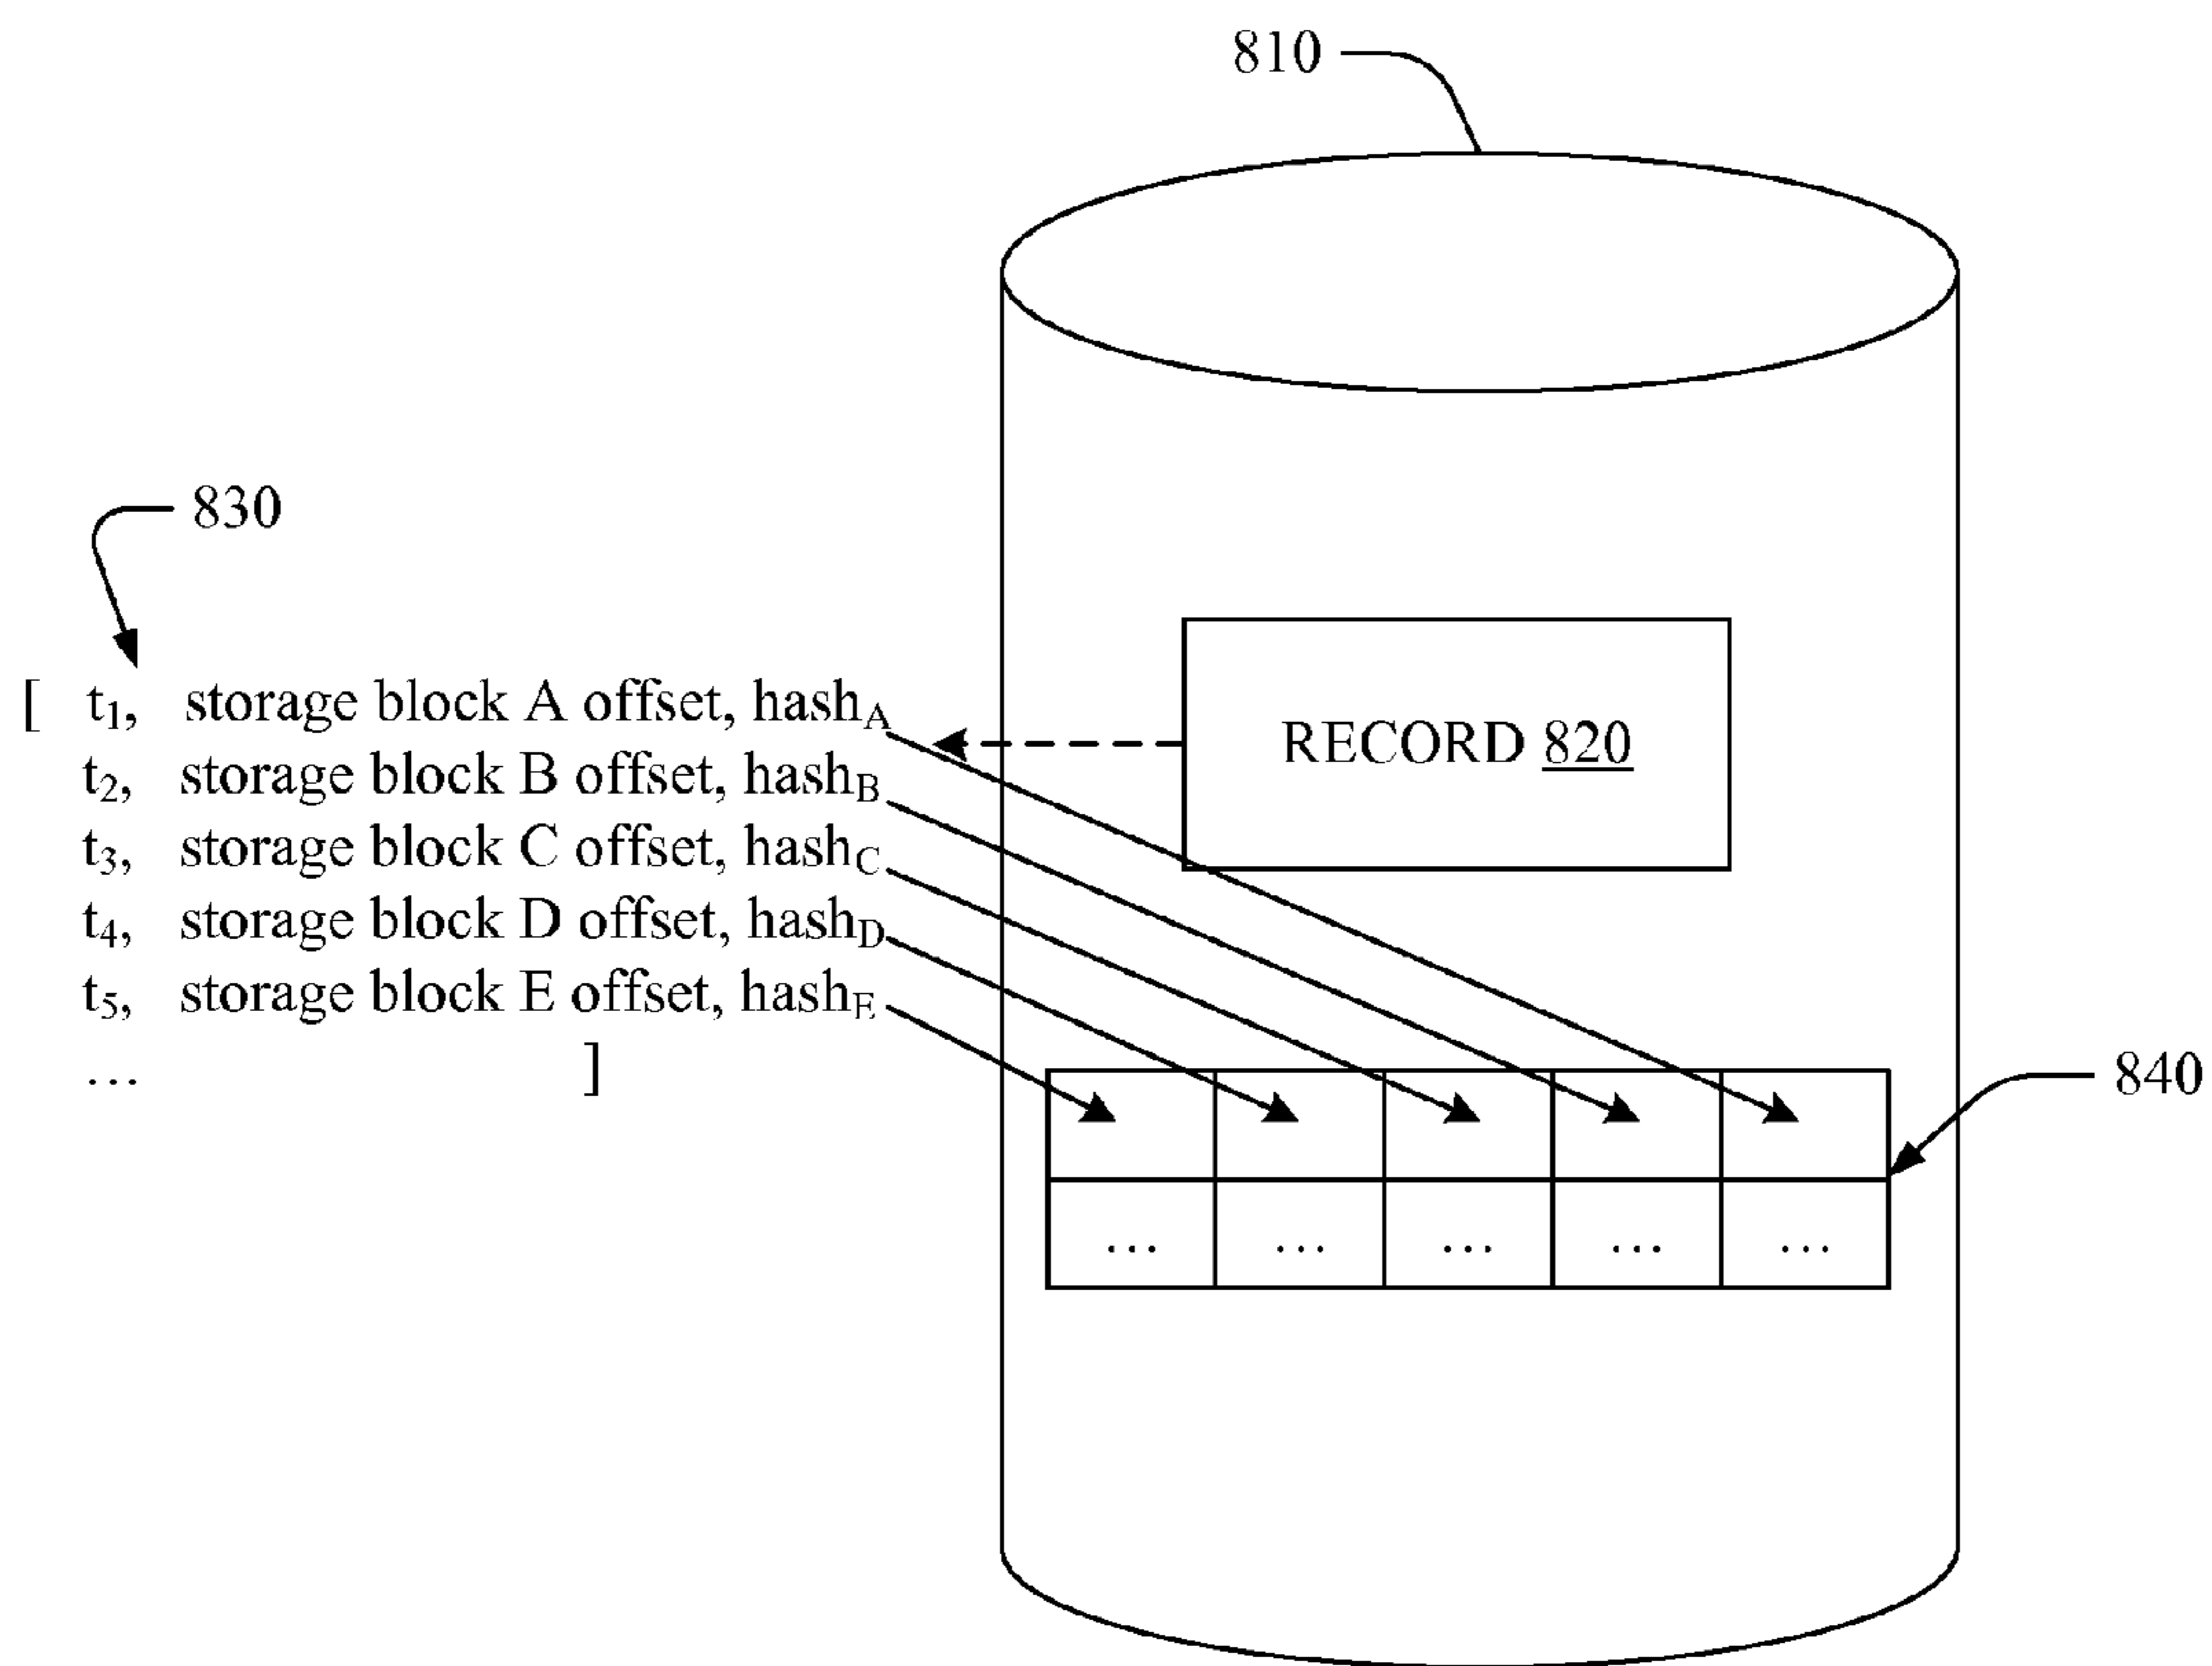 810
830
[ t₁, storage block A offset, hash_A
RECORD 820
t₂, storage block B offset, hash_B
t₃, storage block C offset, hash_C
t₄, storage block D offset, hash_D
t₅, storage block E offset, hash_E
... ]
840
... ... ... ... ...